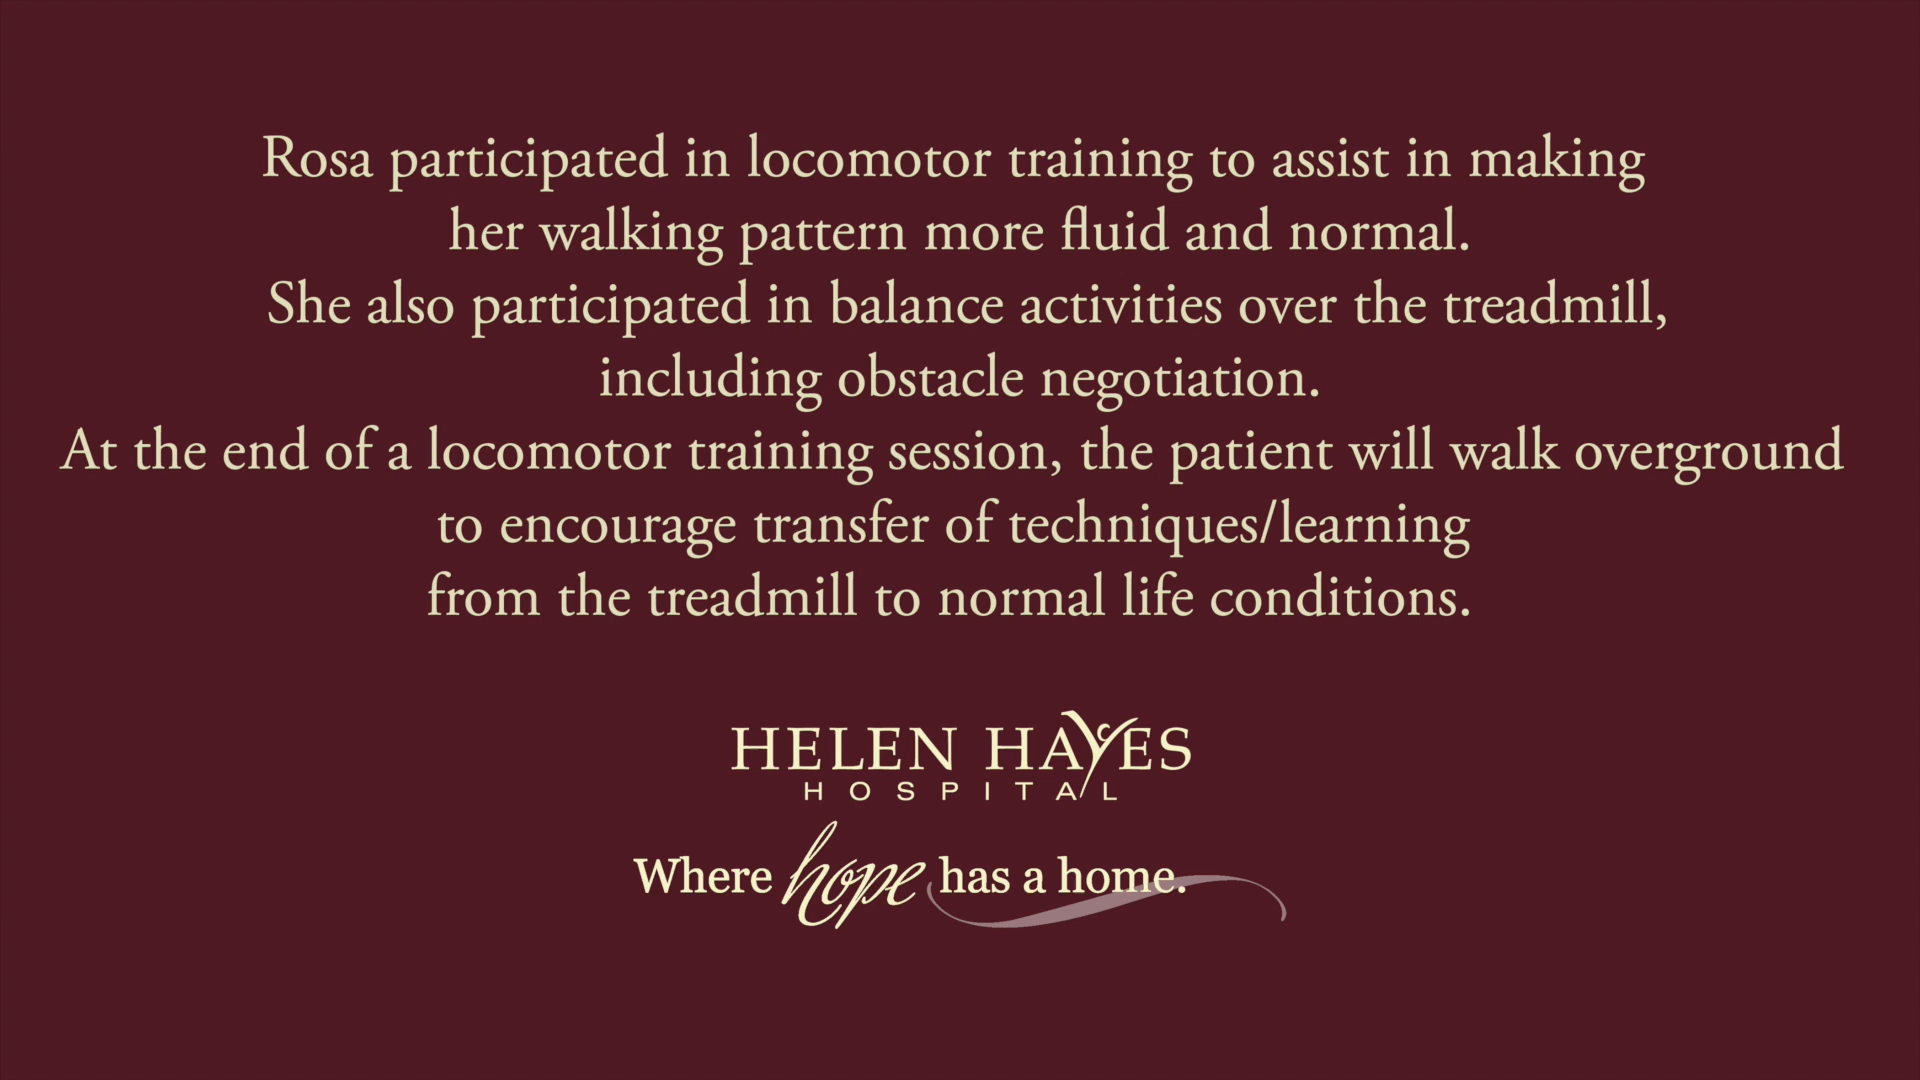 Rosa participated in locomotor training to assist in making
her walking pattern more fluid and normal.
She also participated in balance activities over the treadmill,
including obstacle negotiation.
At the end of a locomotor training session, the patient will walk overground
to encourage transfer of techniques/learning
from the treadmill to normal life conditions.
HELEN HAYES
HOSPITAL
Where hope has a home.